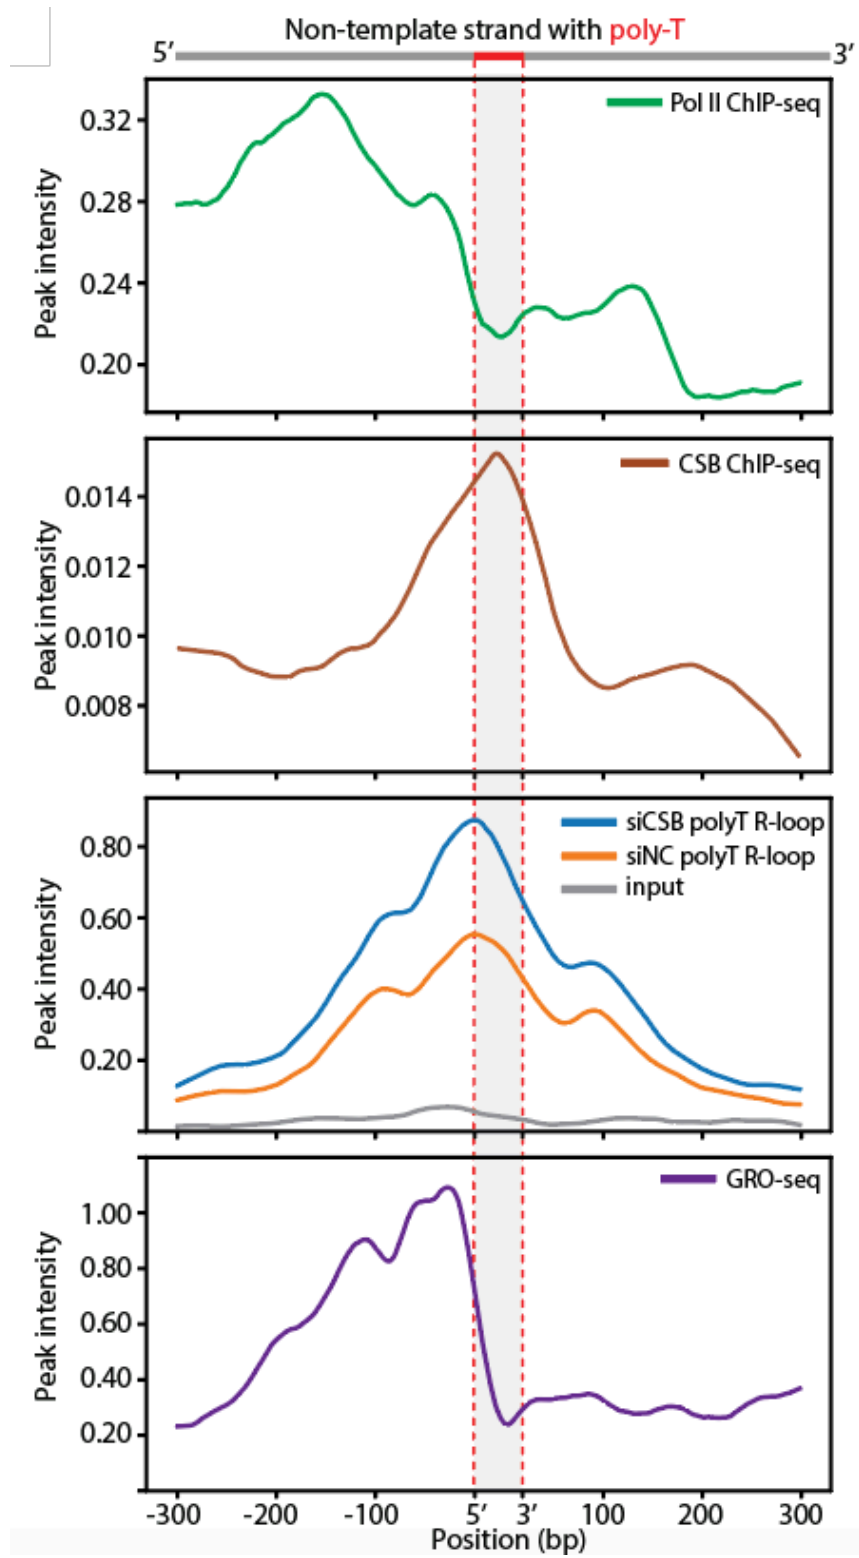 Non-template strand with poly-T
5′ 3′
Pol II ChIP-seq
0.32
0.28
0.24
0.20
Peak intensity
CSB ChIP-seq
0.014
0.012
0.010
0.008
Peak intensity
siCSB polyT R-loop
siNC polyT R-loop
input
0.80
0.60
0.40
0.20
Peak intensity
GRO-seq
1.00
0.80
0.60
0.40
0.20
Peak intensity
-300 -200 -100 5′ 3′ 100 200 300
Position (bp)